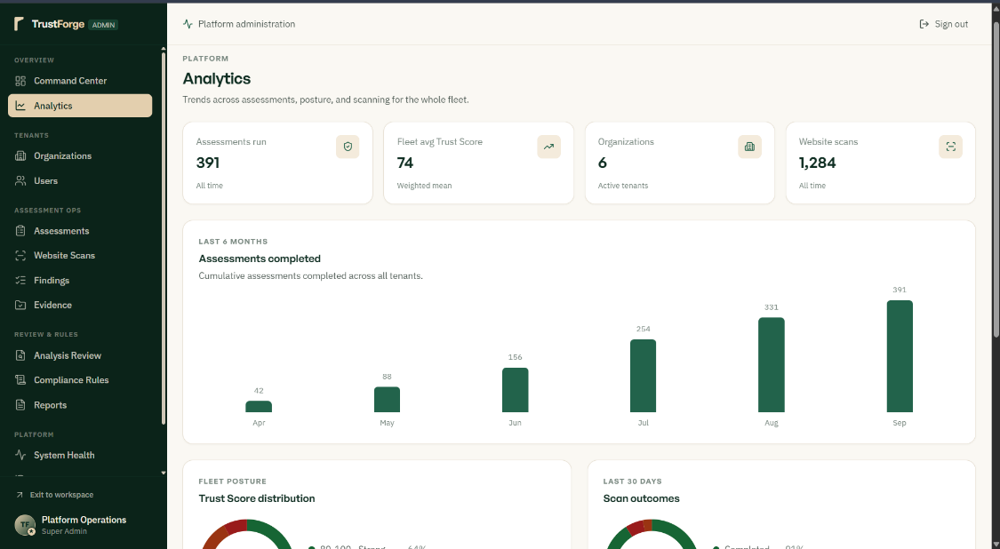 TrustForge ADMIN
OVERVIEW
Command Center
Analytics
TENANTS
Organizations
Users
ASSESSMENT OPS
Assessments
Website Scans
Findings
Evidence
REVIEW & RULES
Analysis Review
Compliance Rules
Reports
PLATFORM
System Health
Exit to workspace
TF
Platform Operations
Super Admin
Platform administration
Sign out
PLATFORM
Analytics
Trends across assessments, posture, and scanning for the whole fleet.
Assessments run
391
All time
Fleet avg Trust Score
74
Weighted mean
Organizations
6
Active tenants
Website scans
1,284
All time
LAST 6 MONTHS
Assessments completed
Cumulative assessments completed across all tenants.
42 88 156 254 331 391
Apr May Jun Jul Aug Sep
FLEET POSTURE
Trust Score distribution
80-100 Strong 64%
LAST 30 DAYS
Scan outcomes
Completed 91%